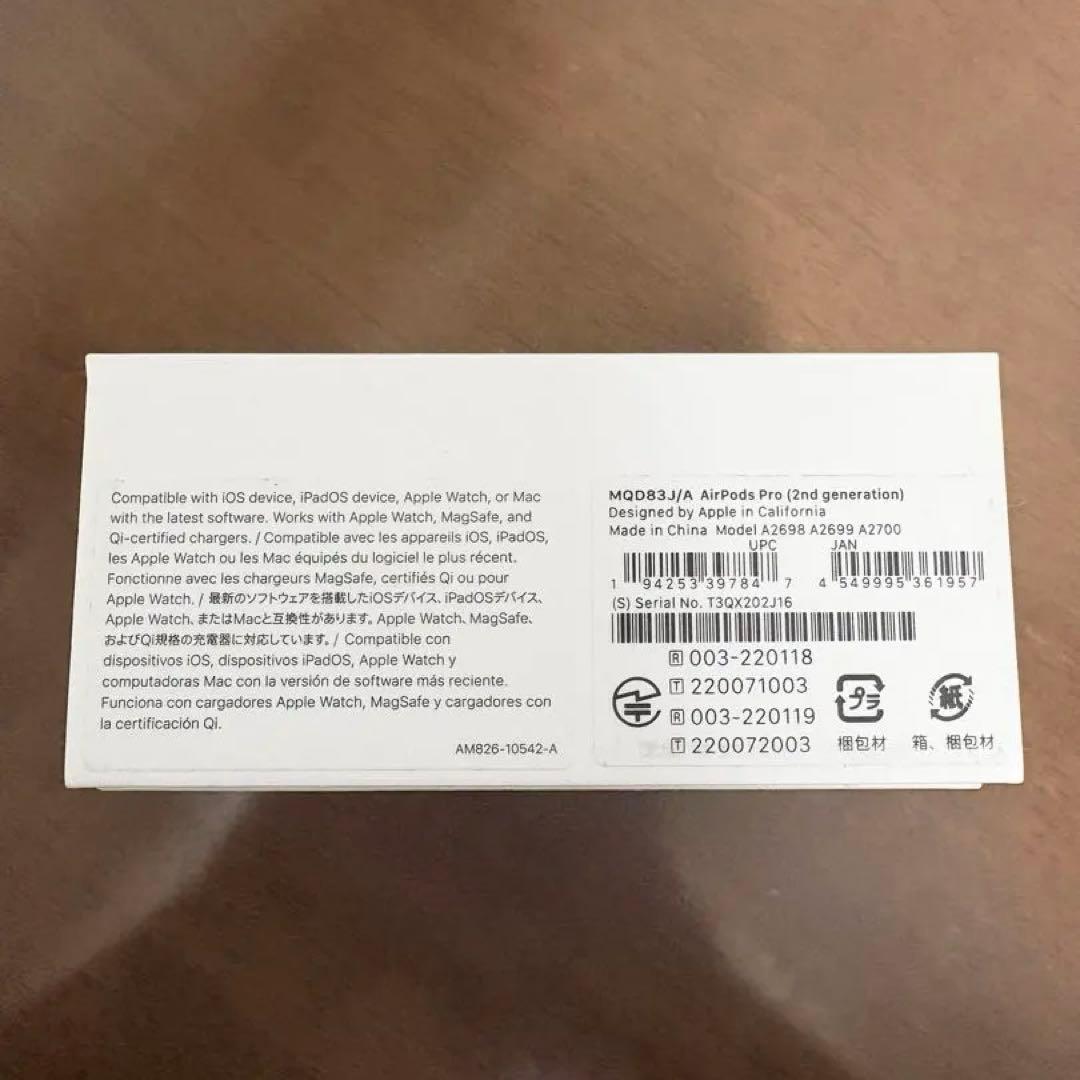 Compatible with iOS device, iPadOS device, Apple Watch, or Mac
with the latest software. Works with Apple Watch, MagSafe, and
Qi-certified chargers. / Compatible avec les appareils iOS, iPadOS,
les Apple Watch ou les Mac équipés du logiciel le plus récent.
Fonctionne avec les chargeurs MagSafe, certifiés Qi ou pour
Apple Watch. / 最新のソフトウェアを搭載したiOSデバイス、iPadOSデバイス、
Apple Watch、またはMacと互換性があります。Apple Watch、MagSafe、
およびQi規格の充電器に対応しています。/ Compatible con
dispositivos iOS, dispositivos iPadOS, Apple Watch y
computadoras Mac con la versión de software más reciente.
Funciona con cargadores Apple Watch, MagSafe y cargadores con
la certificación Qi.
AM826-10542-A
MQD83J/A AirPods Pro (2nd generation)
Designed by Apple in California
Made in China Model A2698 A2699 A2700
UPC JAN
1 94253 39784 7 4 549995 361957
(S) Serial No. T3QX202J16
R 003-220118
T 220071003
R 003-220119
T 220072003
プラ 紙
梱包材 箱、梱包材